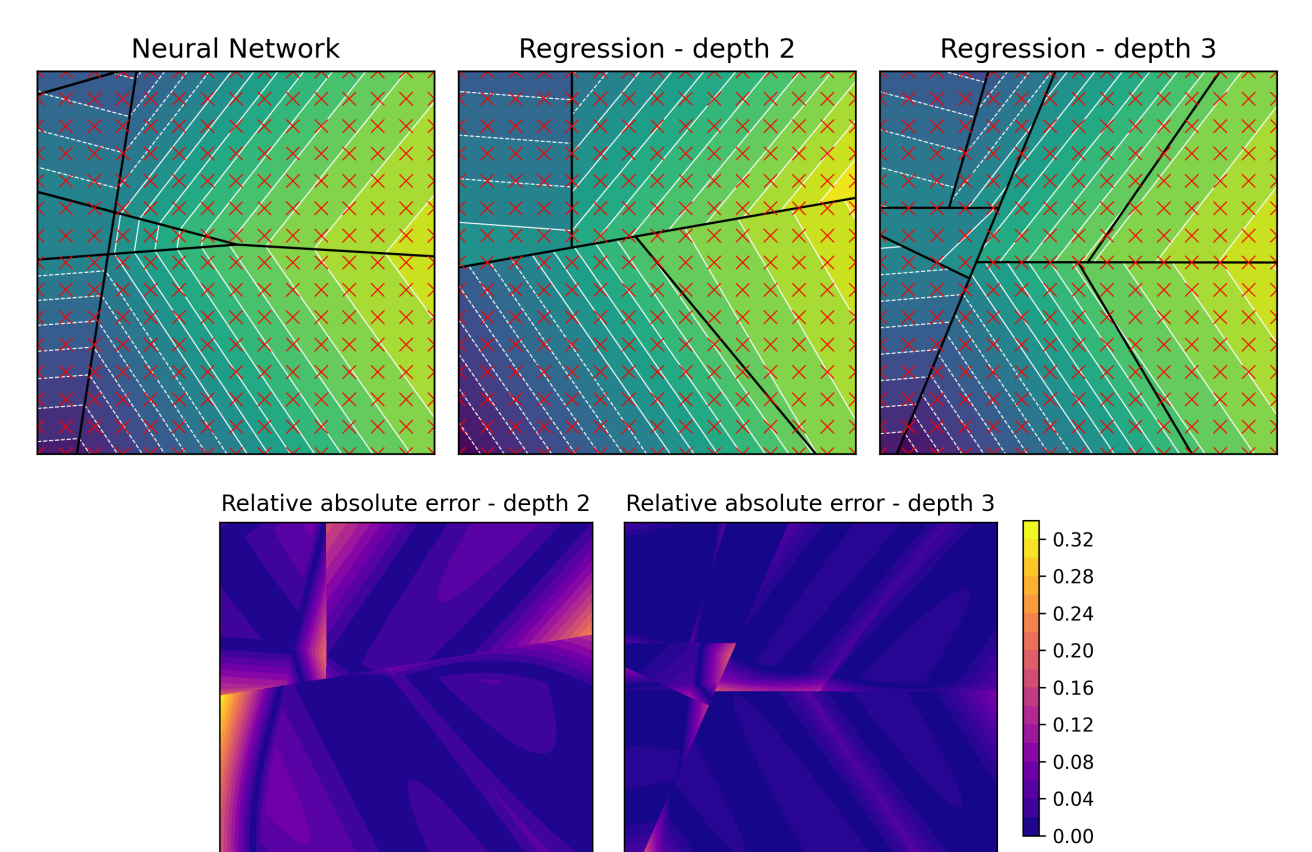 Neural Network
Regression - depth 2
Regression - depth 3
Relative absolute error - depth 2
Relative absolute error - depth 3
0.32
0.28
0.24
0.20
0.16
0.12
0.08
0.04
0.00